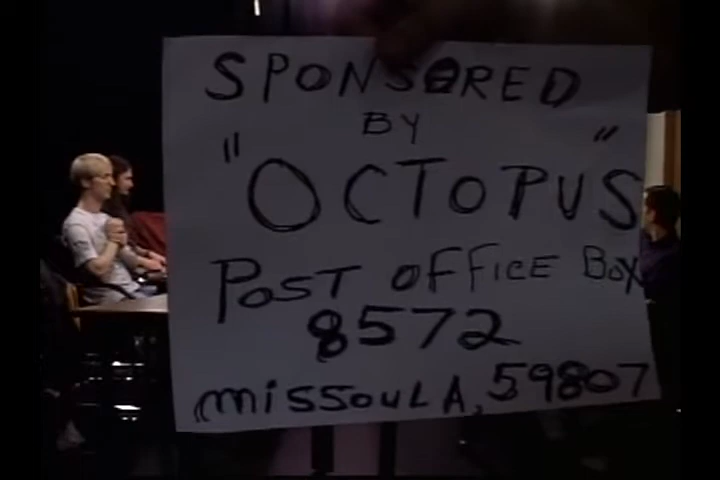 SPONSORED
BY
"OCTOPUS"
POST OFFICE BOX
8572
MISSOULA, 59807